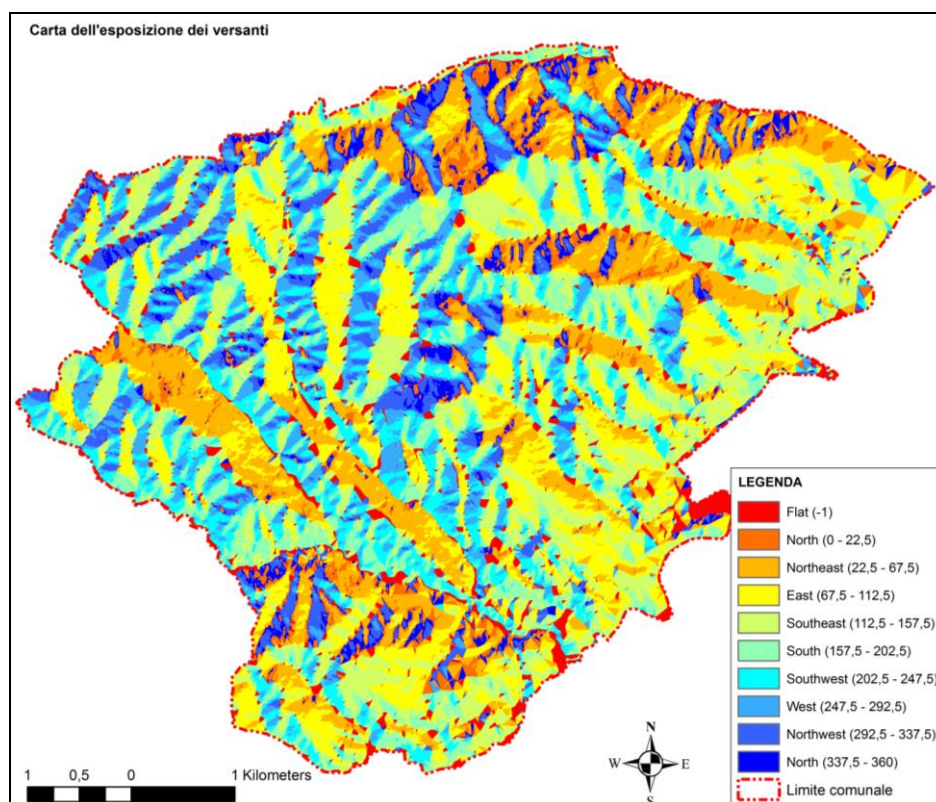 Carta dell'esposizione dei versanti
LEGENDA
Flat (-1)
North (0 - 22,5)
Northeast (22,5 - 67,5)
East (67,5 - 112,5)
Southeast (112,5 - 157,5)
South (157,5 - 202,5)
Southwest (202,5 - 247,5)
West (247,5 - 292,5)
Northwest (292,5 - 337,5)
North (337,5 - 360)
Limite comunale
N
W E
S
1 0,5 0 1 Kilometers